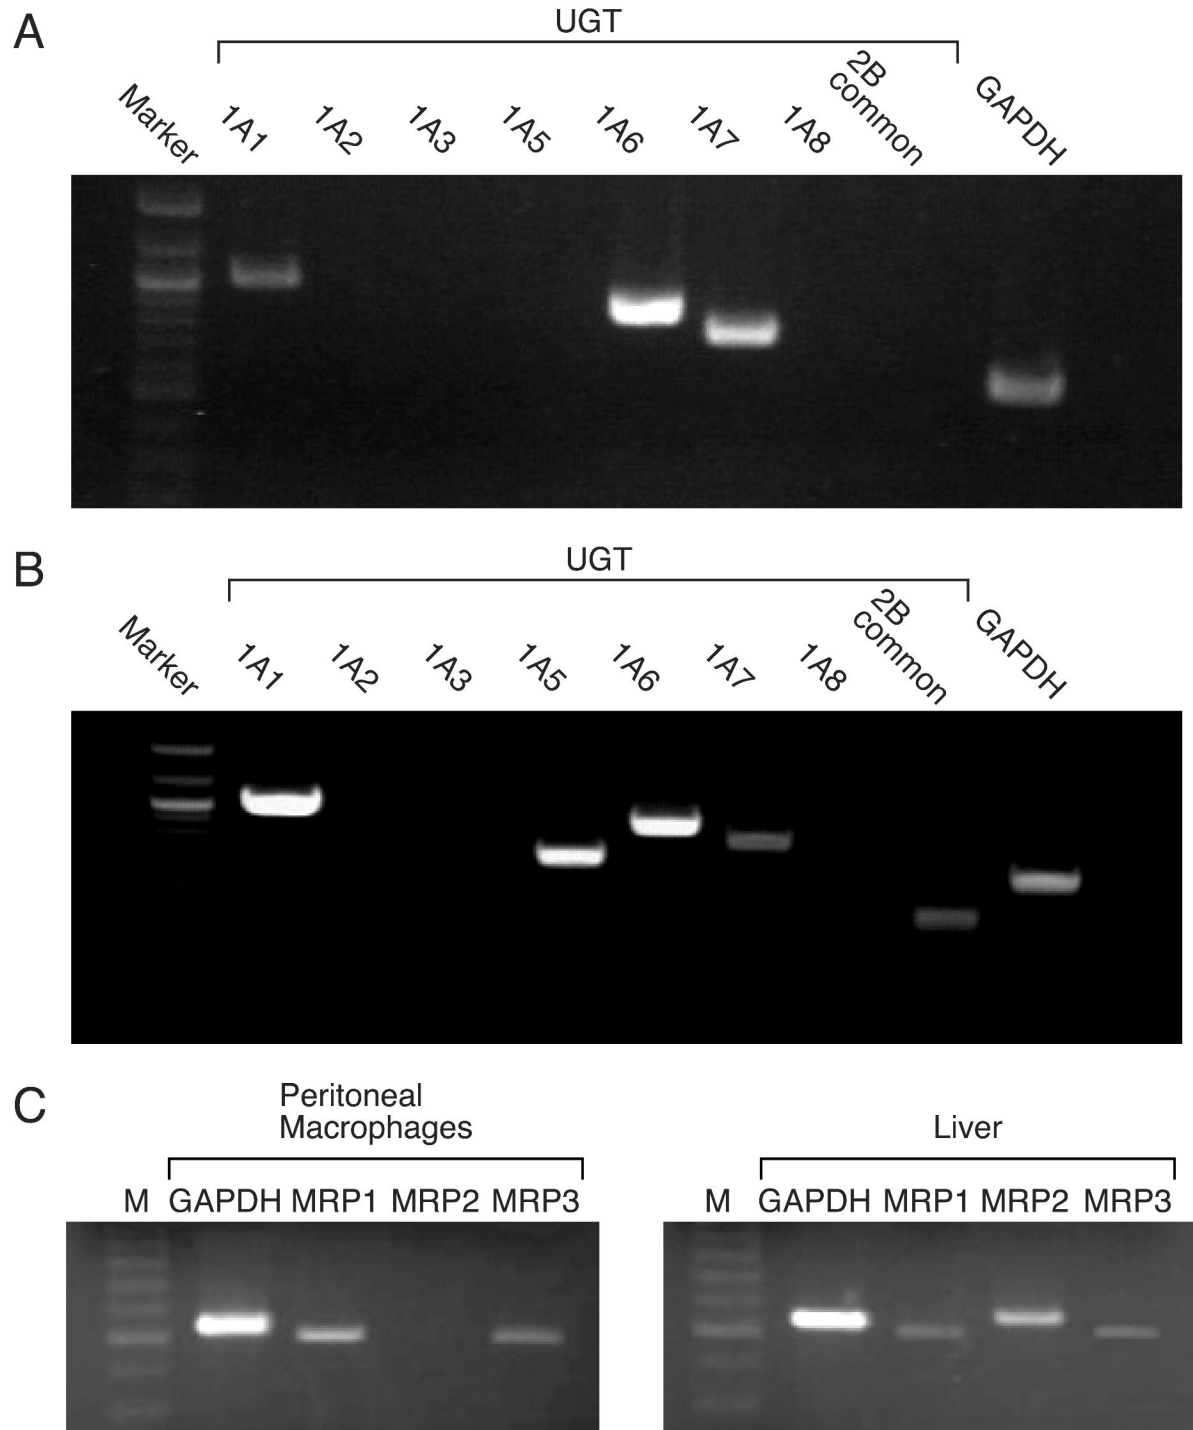 A
UGT
Marker
1A1
1A2
1A3
1A5
1A6
1A7
1A8
2B
common
GAPDH
B
UGT
Marker
1A1
1A2
1A3
1A5
1A6
1A7
1A8
2B
common
GAPDH
C
Peritoneal
Macrophages
Liver
M GAPDH MRP1 MRP2 MRP3
M GAPDH MRP1 MRP2 MRP3